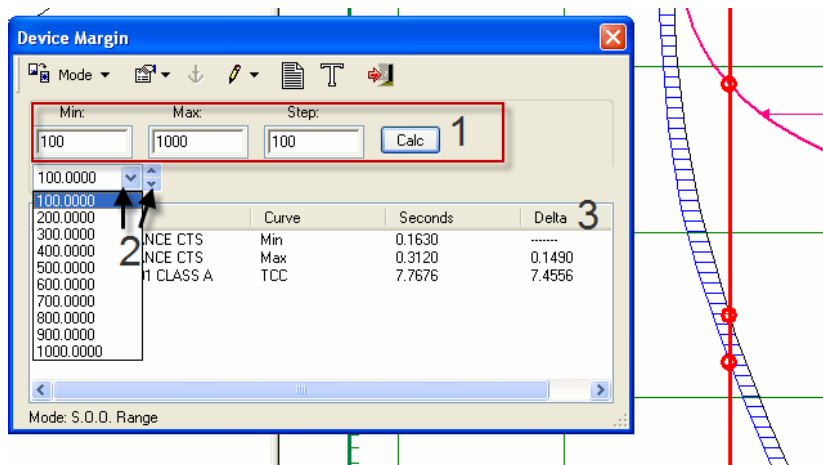 Device Margin
Mode
T
Min: Max: Step:
100 1000 100 Calc 1
100.0000
100.0000
200.0000 Curve Seconds Delta 3
300.0000 NCE CTS Min 0.1630 ------
400.0000 NCE CTS Max 0.3120 0.1490
500.0000 CLASS A TCC 7.7676 7.4556
600.0000
700.0000
800.0000
900.0000
1000.0000
2
Mode: S.O.O. Range